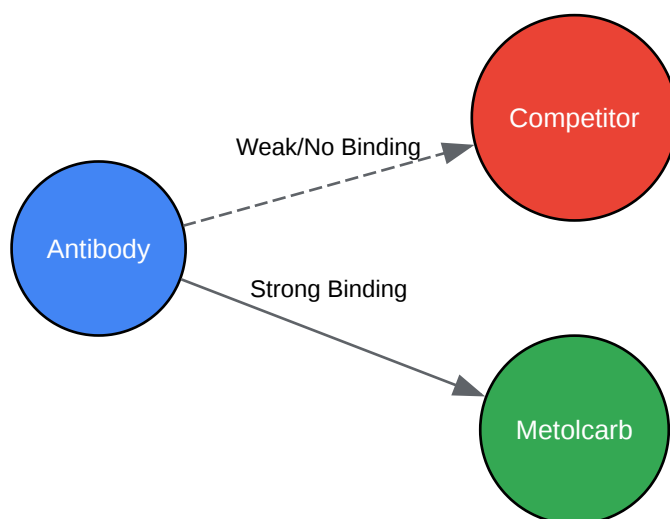 Competitor
Weak/No Binding
Antibody
Strong Binding
Metolcarb